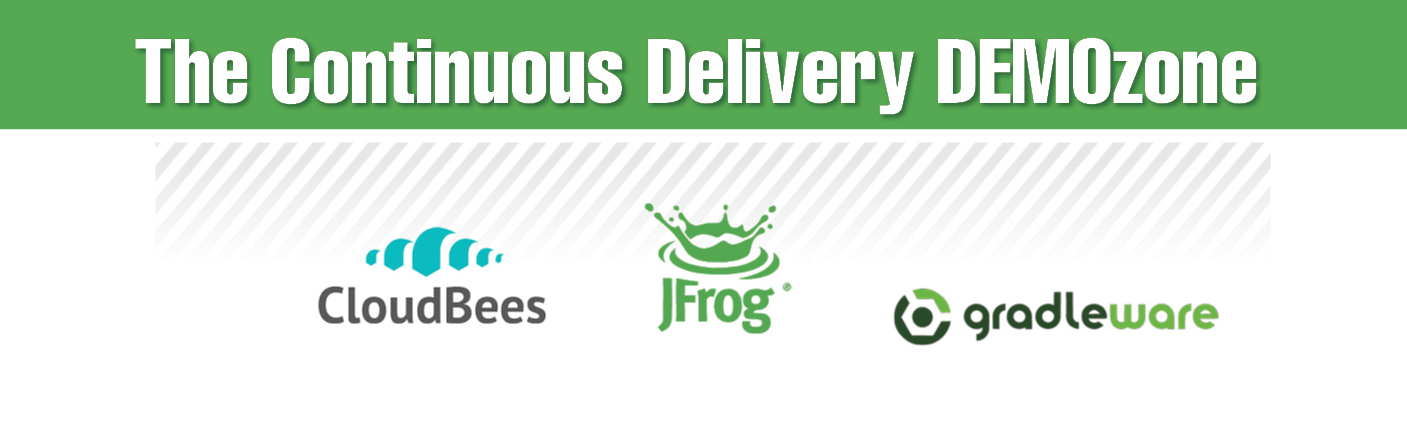 The Continuous Delivery DEMOzone
CloudBees
JFrog®
gradleware